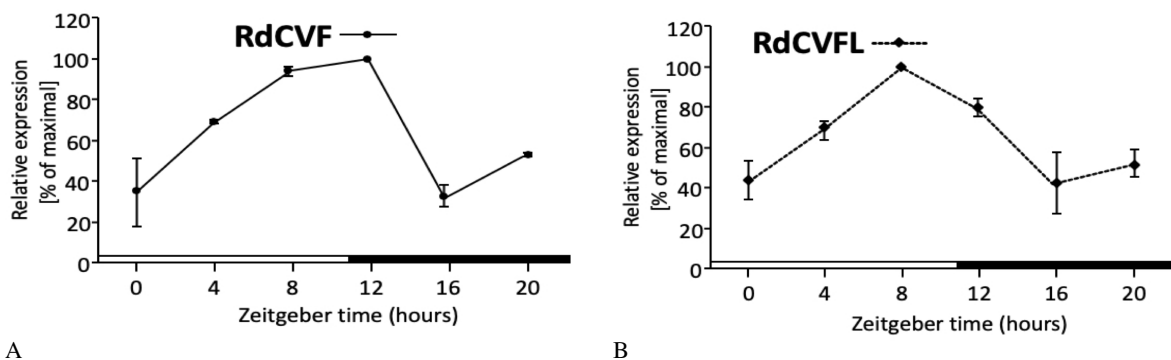 RdCVF
Relative expression
[% of maximal]
120
100
80
60
40
20
0
0 4 8 12 16 20
Zeitgeber time (hours)
A
RdCVFL
Relative expression
[% of maximal]
120
100
80
60
40
20
0
0 4 8 12 16 20
Zeitgeber time (hours)
B